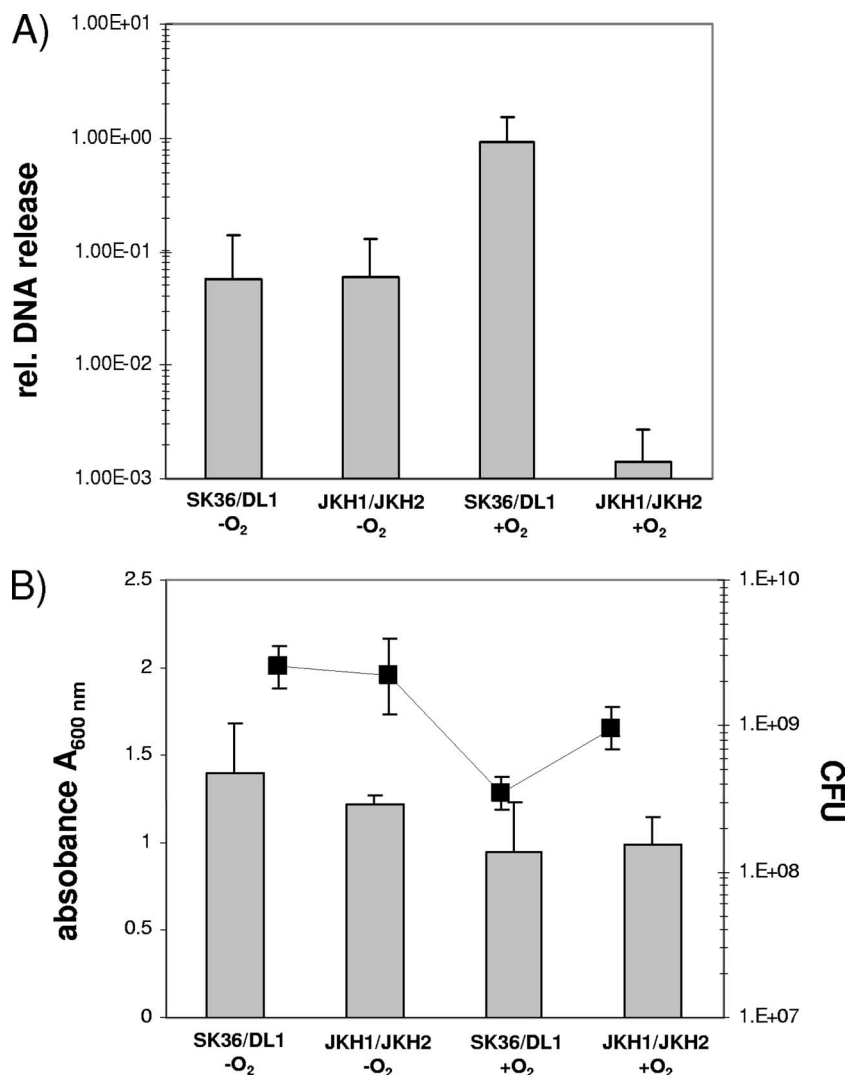 A)
1.00E+01
1.00E+00
1.00E-01
1.00E-02
1.00E-03
rel. DNA release
SK36/DL1 JKH1/JKH2 SK36/DL1 JKH1/JKH2
-O2 -O2 +O2 +O2
B)
2.5
2
1.5
1
0.5
0
absobance A600 nm
1.E+10
1.E+09
1.E+08
1.E+07
CFU
SK36/DL1 JKH1/JKH2 SK36/DL1 JKH1/JKH2
-O2 -O2 +O2 +O2